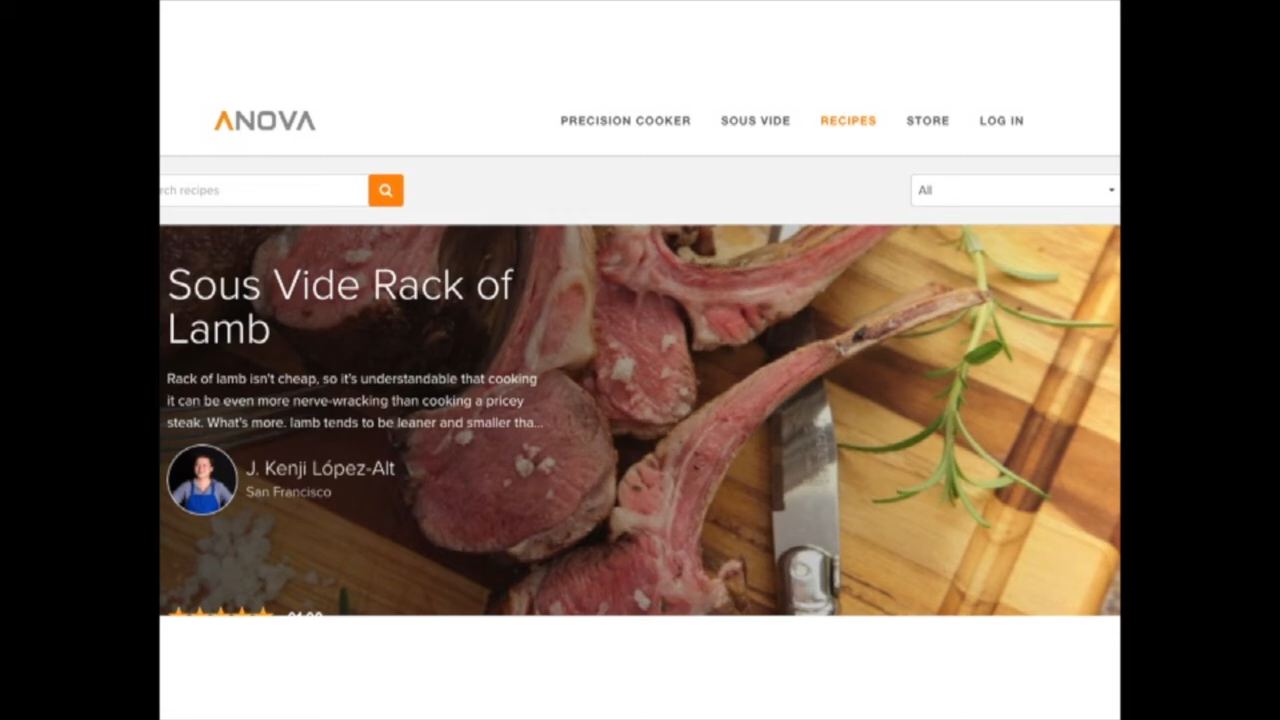 ANOVA
PRECISION COOKER SOUS VIDE RECIPES STORE LOG IN
rch recipes
All
Sous Vide Rack of
Lamb
Rack of lamb isn't cheap, so it's understandable that cooking
it can be even more nerve-wracking than cooking a pricey
steak. What's more. lamb tends to be leaner and smaller tha...
J. Kenji López-Alt
San Francisco